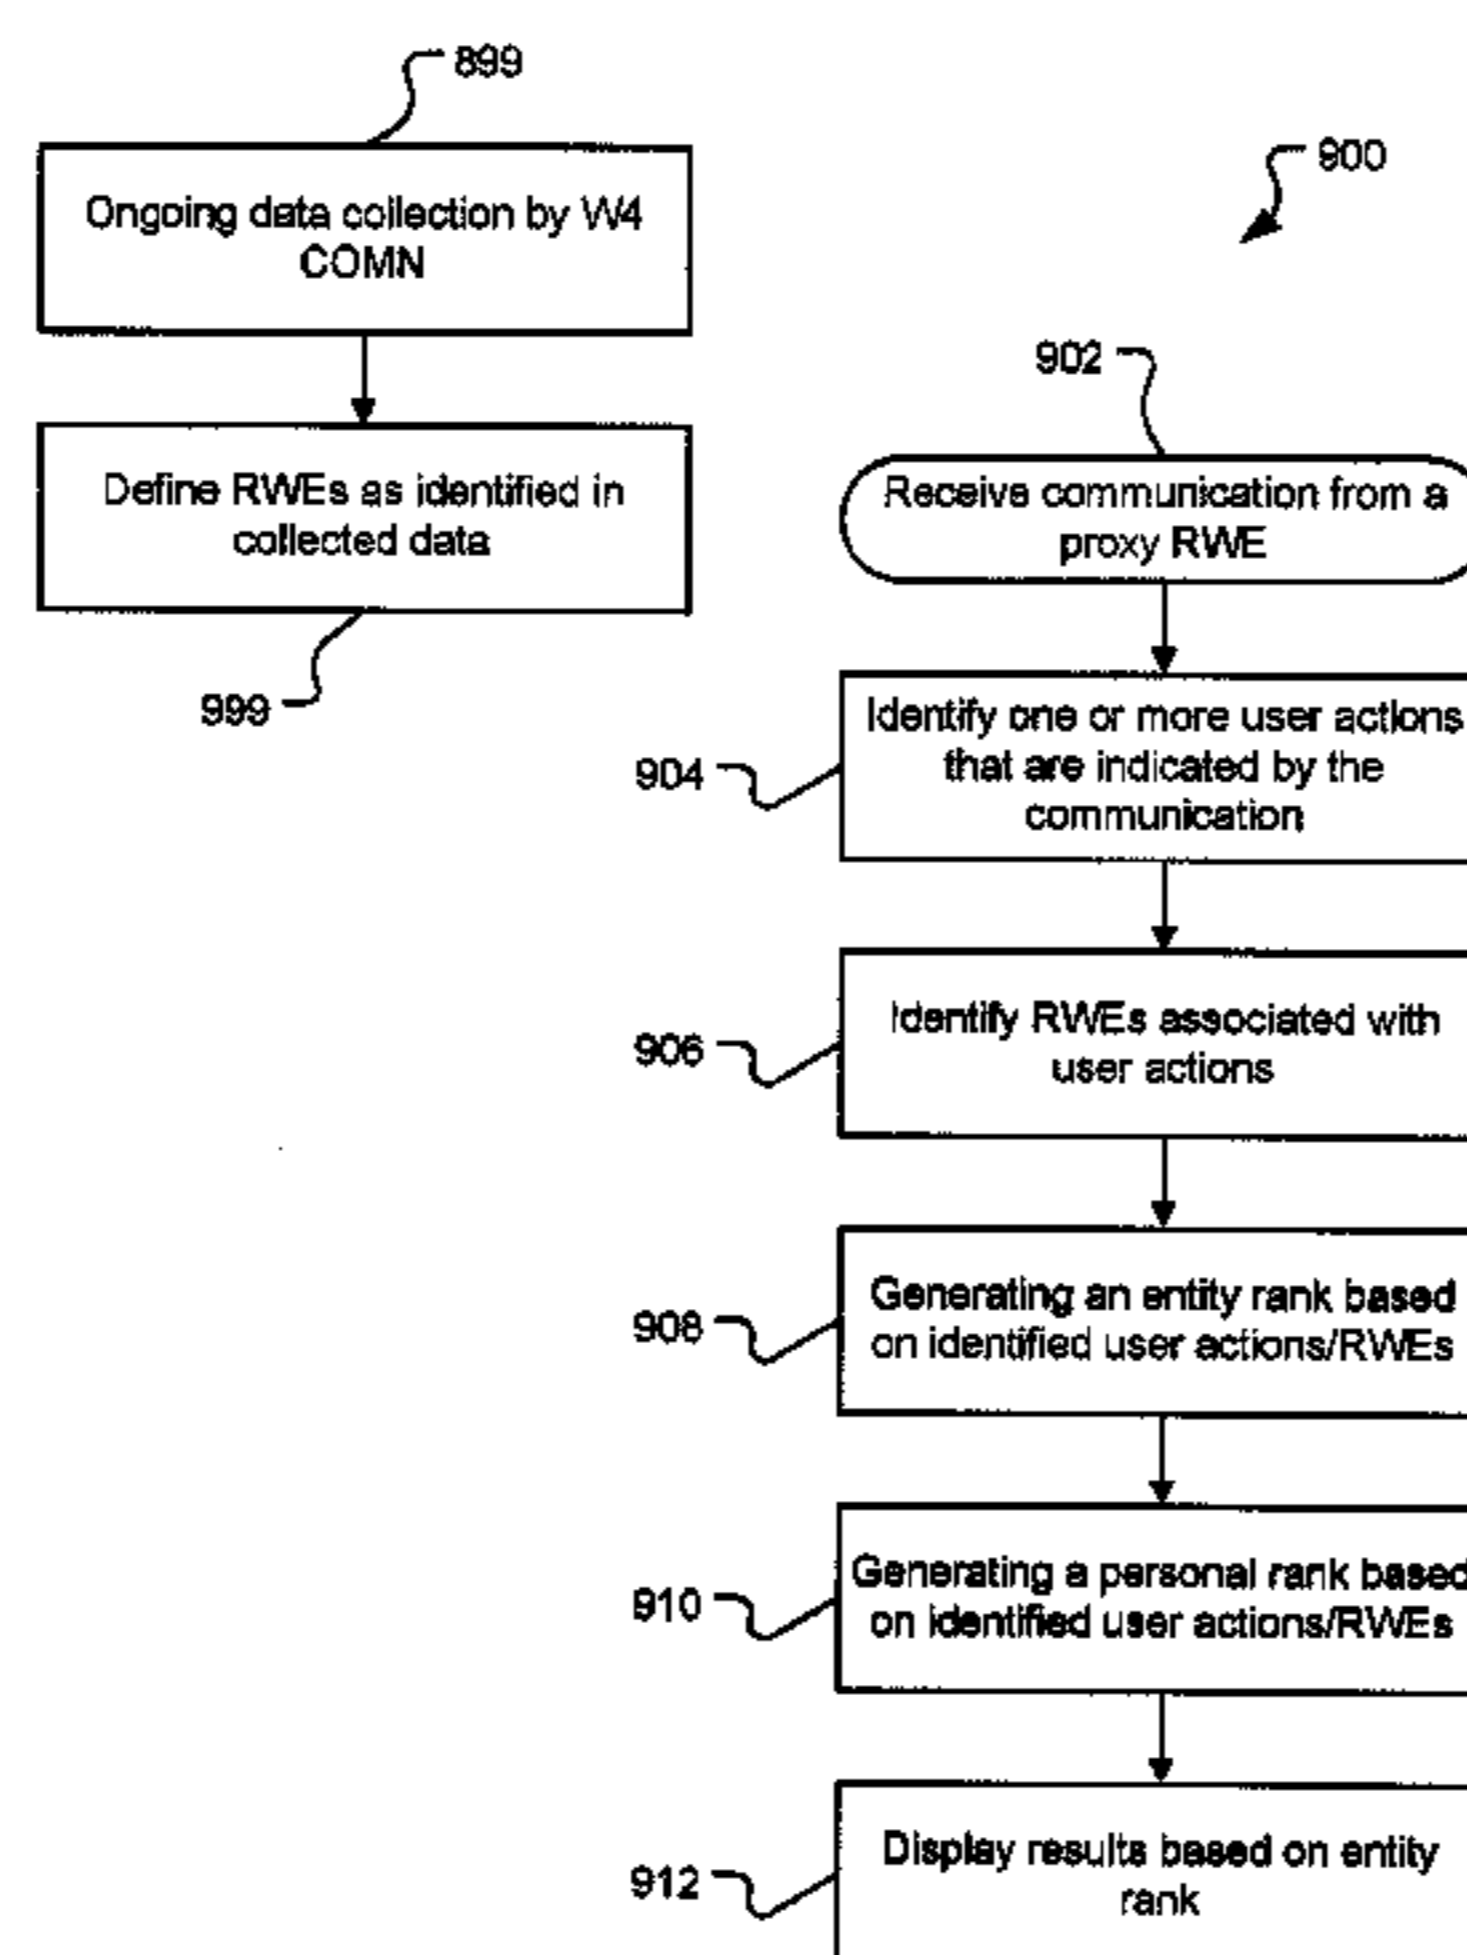 899
Ongoing data collection by W4
COMN
Define RWEs as identified in
collected data
999
900
902
Receive communication from a
proxy RWE
904
Identify one or more user actions
that are indicated by the
communication
906
Identify RWEs associated with
user actions
908
Generating an entity rank based
on identified user actions/RWEs
910
Generating a personal rank based
on identified user actions/RWEs
912
Display results based on entity
rank